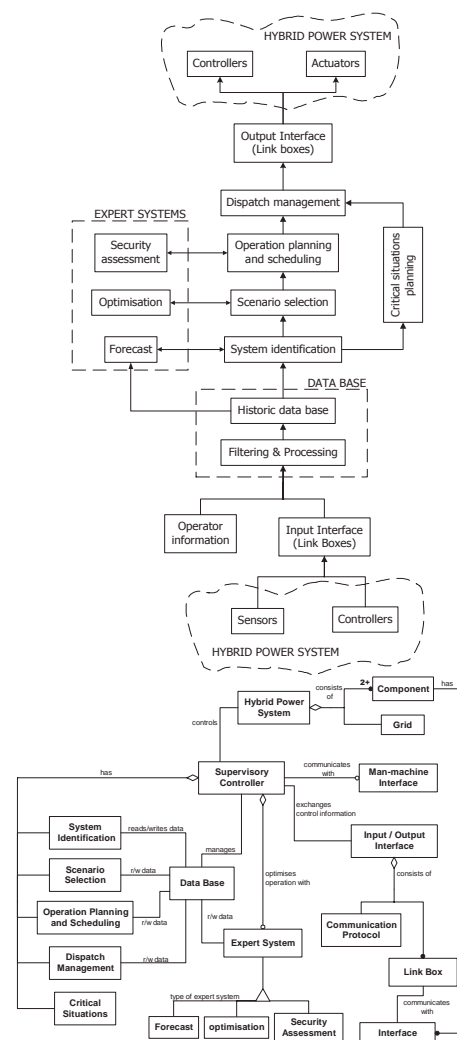 HYBRID POWER SYSTEM
Controllers
Actuators
Output Interface
(Link boxes)
Dispatch management
EXPERT SYSTEMS
Security
assessment
Operation planning
and scheduling
Critical situations
planning
Optimisation
Scenario selection
Forecast
System identification
DATA BASE
Historic data base
Filtering & Processing
Operator
information
Input Interface
(Link Boxes)
Sensors
Controllers
HYBRID POWER SYSTEM
consists
of
2+
Component
has
Hybrid Power
System
Grid
controls
has
Supervisory
Controller
communicates
with
Man-machine
Interface
exchanges
control information
System
Identification
reads/writes data
manages
Input / Output
Interface
Scenario
Selection
r/w data
Data Base
optimises
operation with
consists of
Operation Planning
and Scheduling
r/w data
r/w data
Communication
Protocol
Expert System
Dispatch
Management
r/w data
Link Box
Critical
Situations
type of expert system
communicates
with
Forecast
optimisation
Security
Assessment
Interface